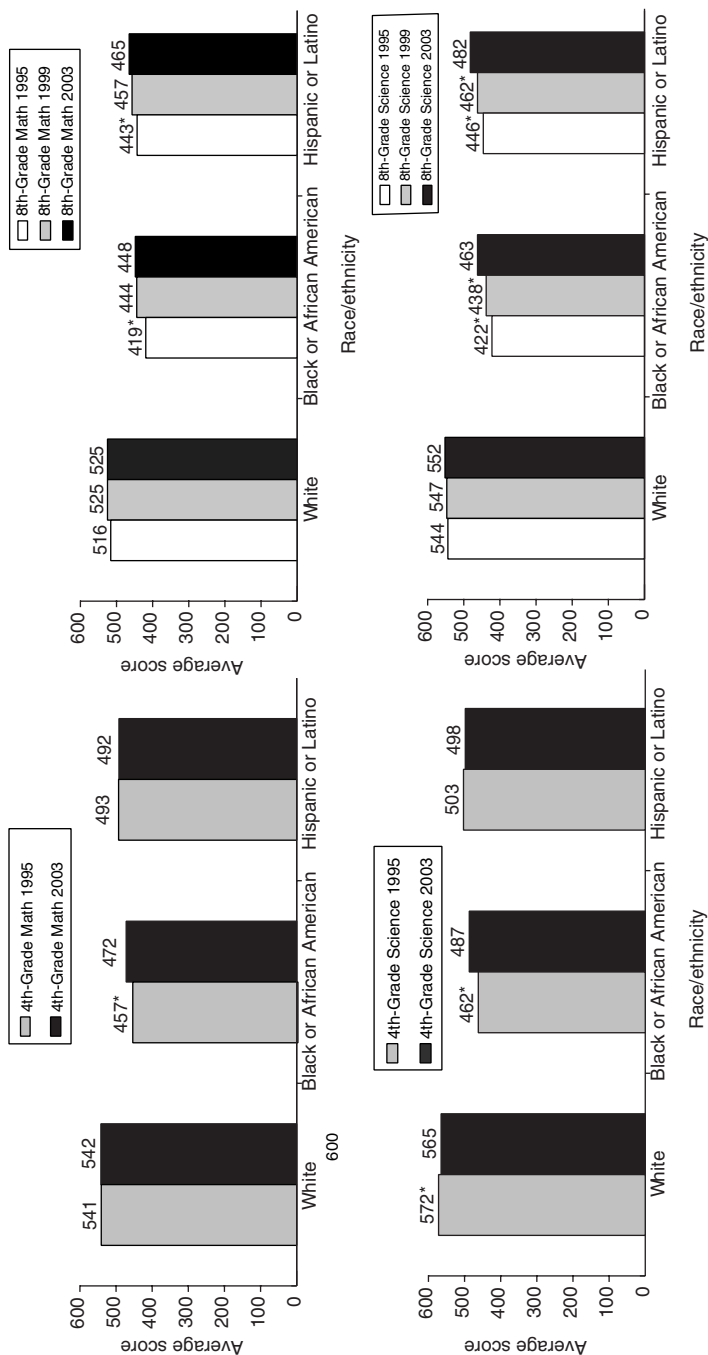 4th-Grade Math 1995
4th-Grade Math 2003
Average score
600
500
400
300
200
100
0
541
542
457*
472
493
492
White
Black or African American
Hispanic or Latino
600
8th-Grade Math 1995
8th-Grade Math 1999
8th-Grade Math 2003
Average score
600
500
400
300
200
100
0
516
525
525
419*
444
448
443*
457
465
White
Black or African American
Hispanic or Latino
Race/ethnicity
4th-Grade Science 1995
4th-Grade Science 2003
Average score
600
500
400
300
200
100
0
572*
565
462*
487
503
498
White
Black or African American
Hispanic or Latino
Race/ethnicity
8th-Grade Science 1995
8th-Grade Science 1999
8th-Grade Science 2003
Average score
600
500
400
300
200
100
0
544
547
552
422*
438*
463
446*
462*
482
White
Black or African American
Hispanic or Latino
Race/ethnicity